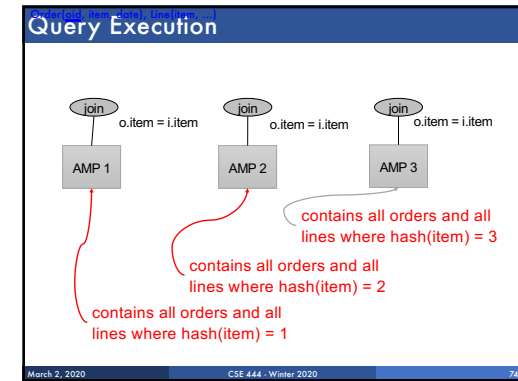 Order(oid, item, date), Line(item, ...)
Query Execution
join
o.item = i.item
join
o.item = i.item
join
o.item = i.item
AMP 1
AMP 2
AMP 3
contains all orders and all
lines where hash(item) = 3
contains all orders and all
lines where hash(item) = 2
contains all orders and all
lines where hash(item) = 1
March 2, 2020
CSE 444 - Winter 2020
74